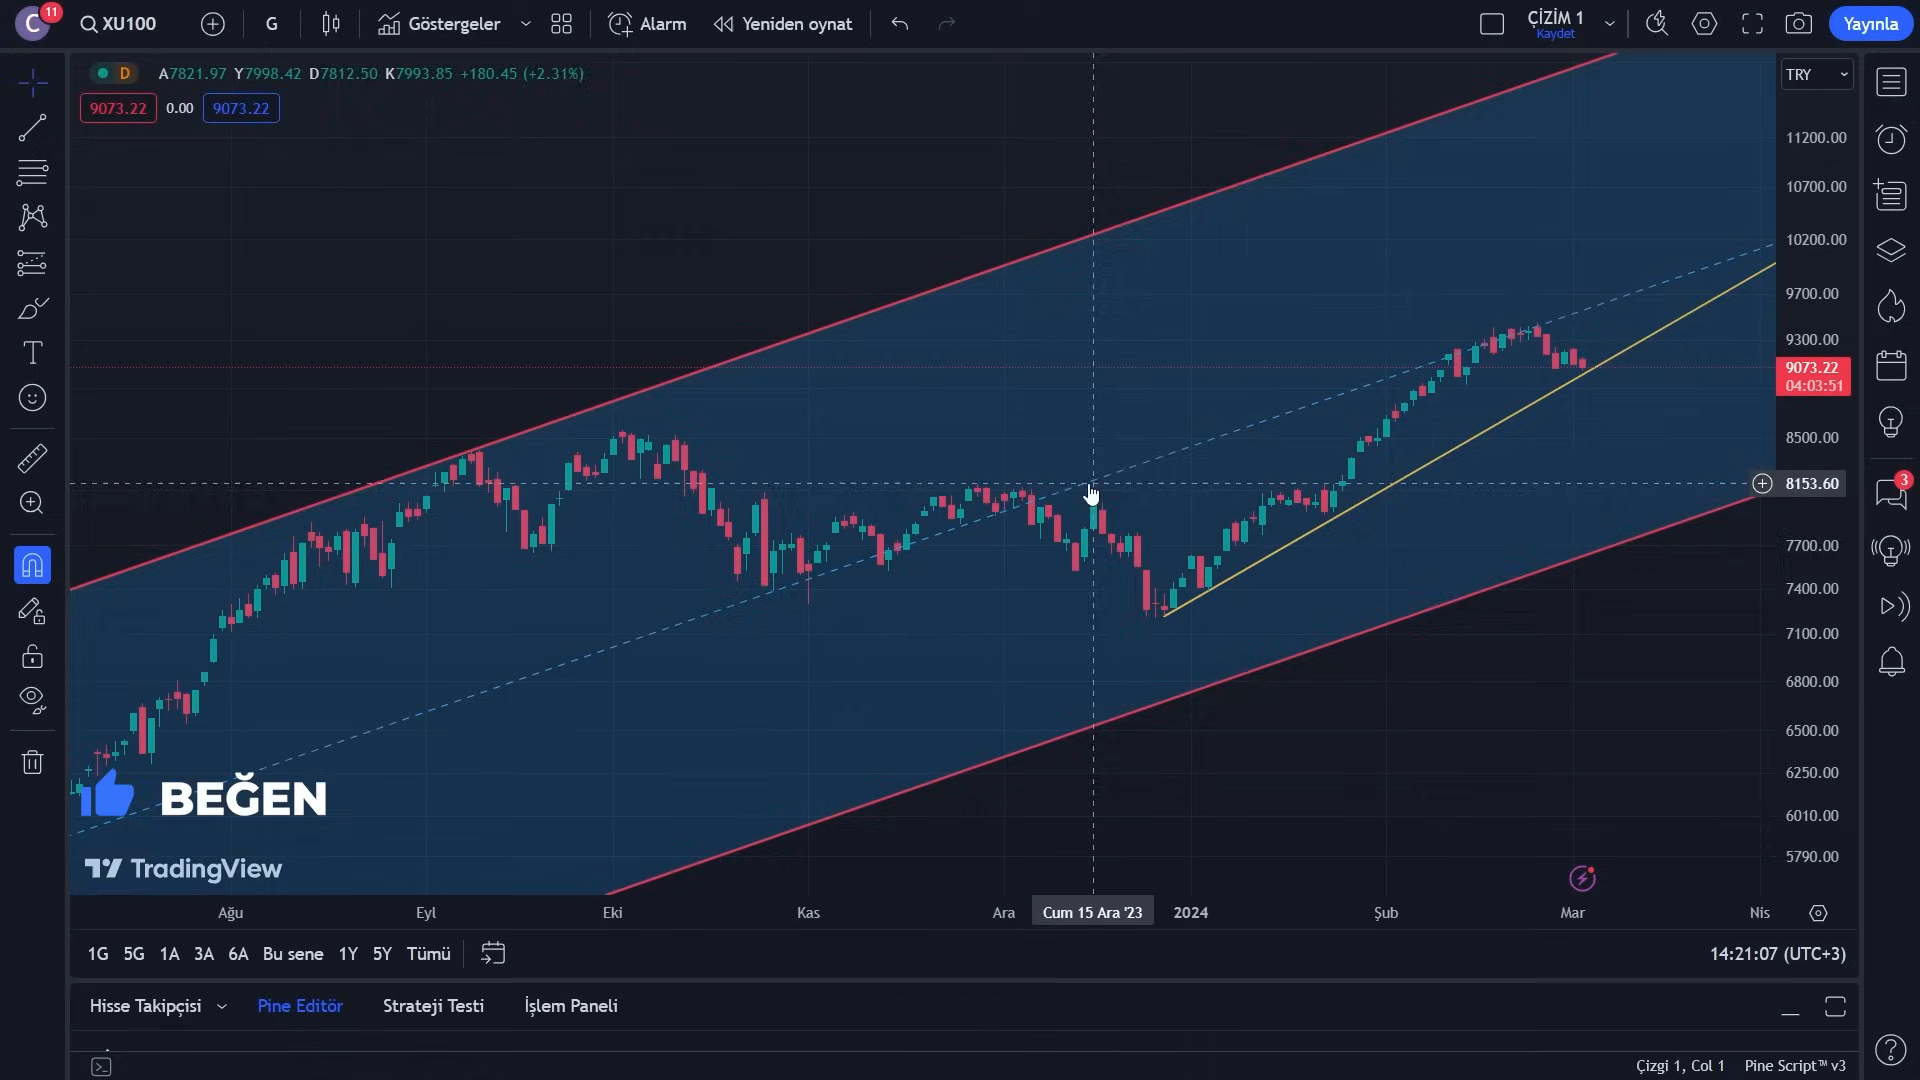 C 11 XU100 G Göstergeler Alarm Yeniden oynat ÇİZİM 1 Kaydet Yayınla
D A7821.97 Y7998.42 D7812.50 K7993.85 +180.45 (+2.31%)
TRY
9073.22 0.00 9073.22
11200.00
10700.00
10200.00
9700.00
9300.00
9073.22
04:03:51
8500.00
8153.60
3
7700.00
7400.00
7100.00
6800.00
6500.00
6250.00
6010.00
5790.00
BEĞEN
TradingView
Ağu Eyl Eki Kas Ara Cum 15 Ara '23 2024 Şub Mar Nis
1G 5G 1A 3A 6A Bu sene 1Y 5Y Tümü 14:21:07 (UTC+3)
Hisse Takipçisi Pine Editör Strateji Testi İşlem Paneli
Çizgi 1, Col 1 Pine Script™ v3